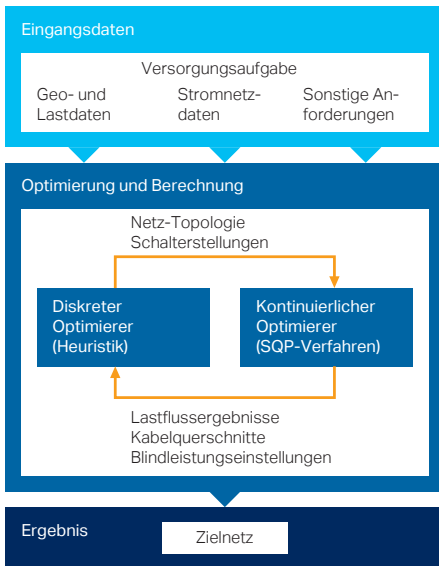 Eingangsdaten
Versorgungsaufgabe
Geo- und
Lastdaten
Stromnetz-
daten
Sonstige An-
forderungen
Optimierung und Berechnung
Netz-Topologie
Schalterstellungen
Diskreter
Optimierer
(Heuristik)
Kontinuierlicher
Optimierer
(SQP-Verfahren)
Lastflussergebnisse
Kabelquerschnitte
Blindleistungseinstellungen
Ergebnis
Zielnetz